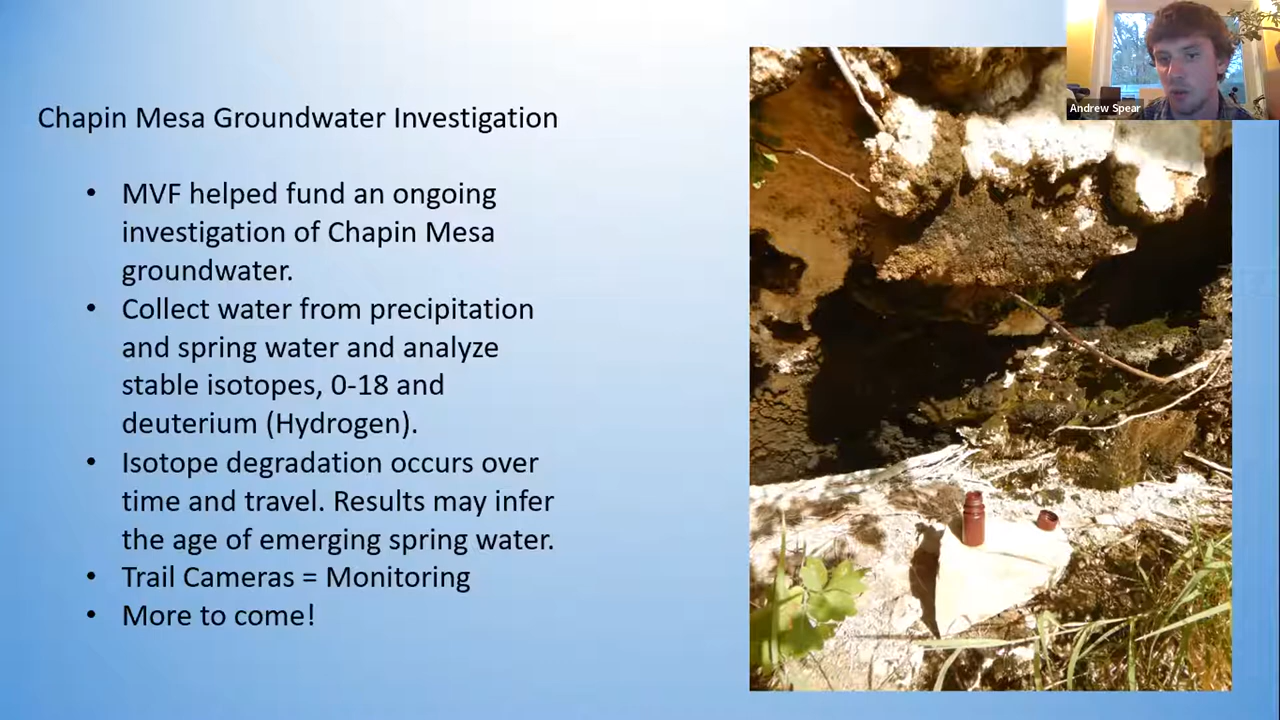 Andrew Spear
Chapin Mesa Groundwater Investigation
• MVF helped fund an ongoing
investigation of Chapin Mesa
groundwater.
• Collect water from precipitation
and spring water and analyze
stable isotopes, 0-18 and
deuterium (Hydrogen).
• Isotope degradation occurs over
time and travel. Results may infer
the age of emerging spring water.
• Trail Cameras = Monitoring
• More to come!